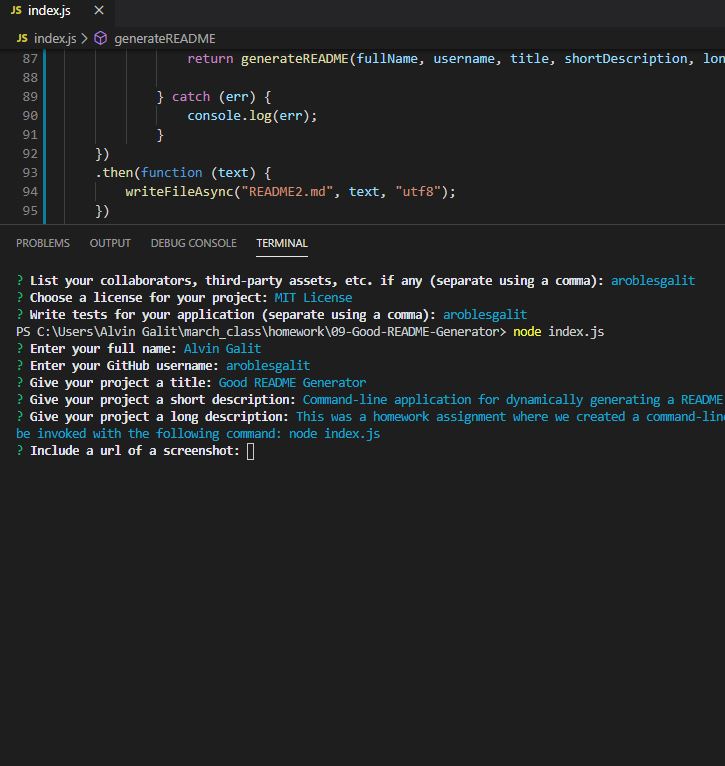 JS index.js ×
JS index.js > generateREADME
87 return generateREADME(fullName, username, title, shortDescription, lon
88
89 } catch (err) {
90 console.log(err);
91 }
92 })
93 .then(function (text) {
94 writeFileAsync("README2.md", text, "utf8");
95 })
PROBLEMS OUTPUT DEBUG CONSOLE TERMINAL
? List your collaborators, third-party assets, etc. if any (separate using a comma): aroblesgalit
? Choose a license for your project: MIT License
? Write tests for your application (separate using a comma): aroblesgalit
PS C:\Users\Alvin Galit\march_class\homework\09-Good-README-Generator> node index.js
? Enter your full name: Alvin Galit
? Enter your GitHub username: aroblesgalit
? Give your project a title: Good README Generator
? Give your project a short description: Command-line application for dynamically generating a README
? Give your project a long description: This was a homework assignment where we created a command-line
be invoked with the following command: node index.js
? Include a url of a screenshot: